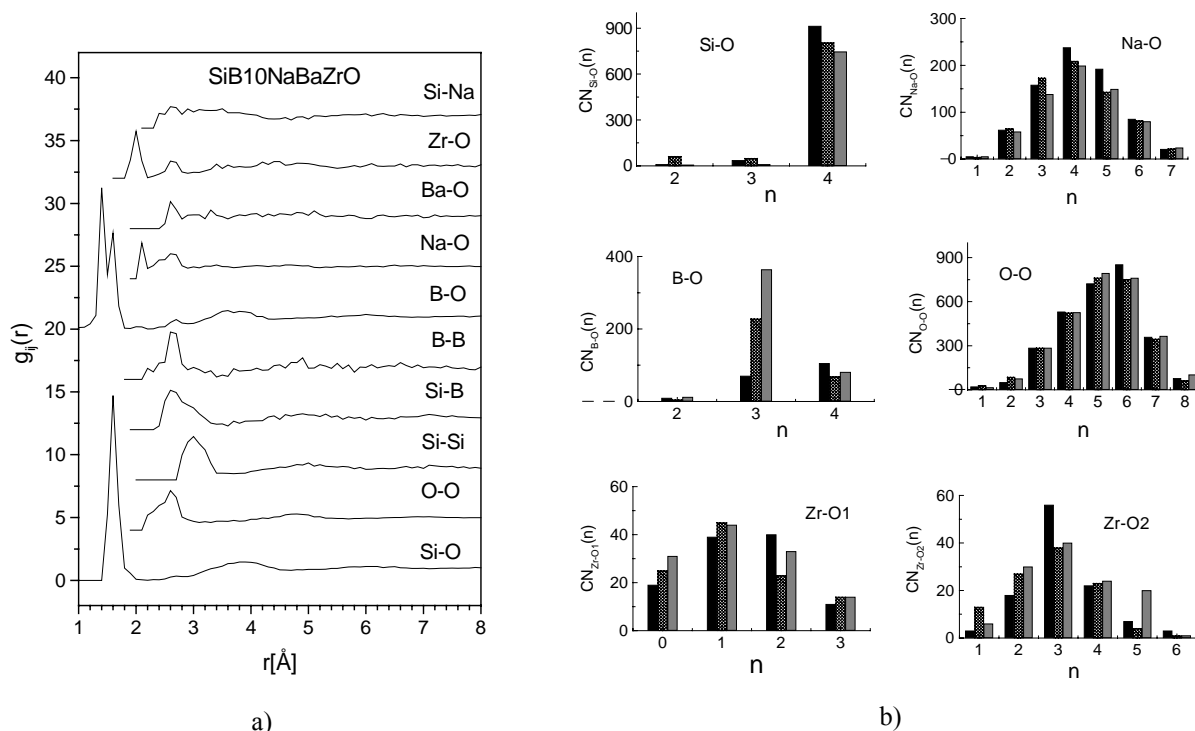 SiB10NaBaZrO
Si-Na
Zr-O
Ba-O
Na-O
B-O
B-B
Si-B
Si-Si
O-O
Si-O
40
35
30
25
20
15
10
5
0
g_ij(r)
1 2 3 4 5 6 7 8
r[Å]
a)
Si-O
900
600
300
0
CN_Si-O(n)
2 3 4
n
Na-O
300
200
100
0
CN_Na-O(n)
1 2 3 4 5 6 7
n
B-O
400
200
0
CN_B-O(n)
2 3 4
n
O-O
900
600
300
0
CN_O-O(n)
1 2 3 4 5 6 7 8
n
Zr-O1
60
40
20
0
CN_Zr-O1(n)
0 1 2 3
n
Zr-O2
60
40
20
0
CN_Zr-O2(n)
1 2 3 4 5 6
n
b)